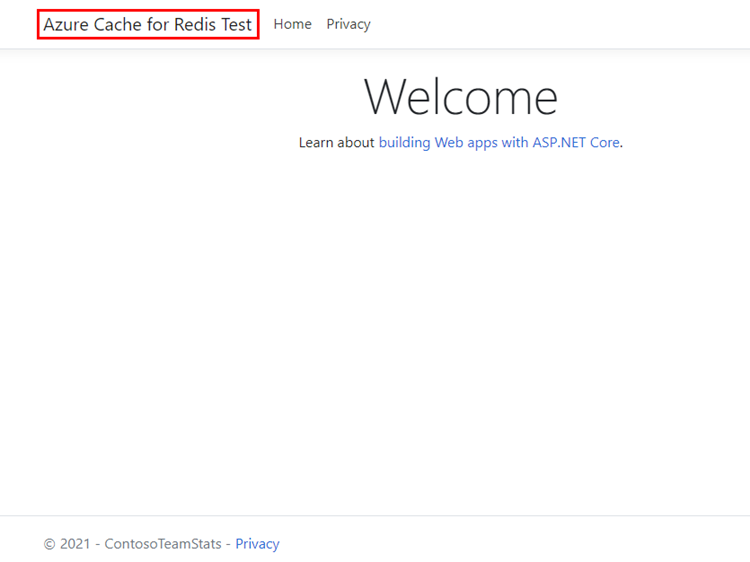 Azure Cache for Redis Test Home Privacy
Welcome
Learn about building Web apps with ASP.NET Core.
© 2021 - ContosoTeamStats - Privacy